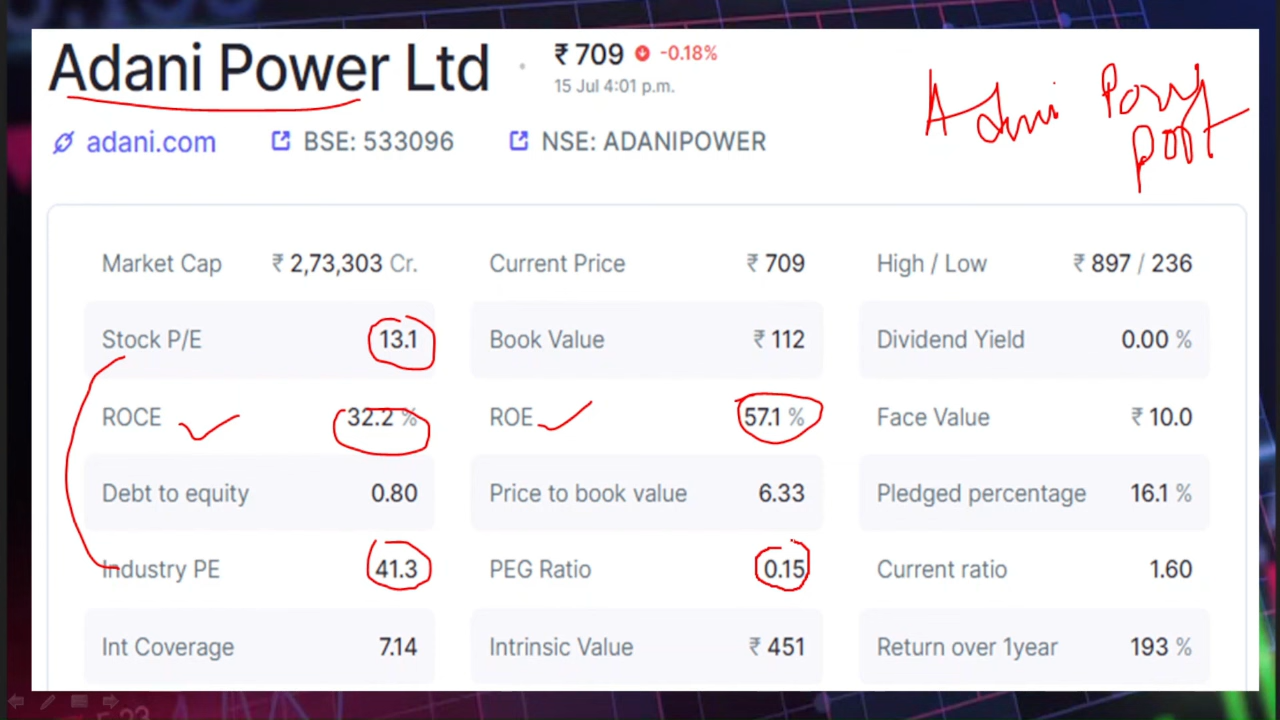 Adani Power Ltd
₹ 709 -0.18%
15 Jul 4:01 p.m.
Adani Power
port
adani.com BSE: 533096 NSE: ADANIPOWER
Market Cap ₹ 2,73,303 Cr. Current Price ₹ 709 High / Low ₹ 897 / 236
Stock P/E 13.1 Book Value ₹ 112 Dividend Yield 0.00 %
ROCE 32.2 % ROE 57.1 % Face Value ₹ 10.0
Debt to equity 0.80 Price to book value 6.33 Pledged percentage 16.1 %
Industry PE 41.3 PEG Ratio 0.15 Current ratio 1.60
Int Coverage 7.14 Intrinsic Value ₹ 451 Return over 1year 193 %